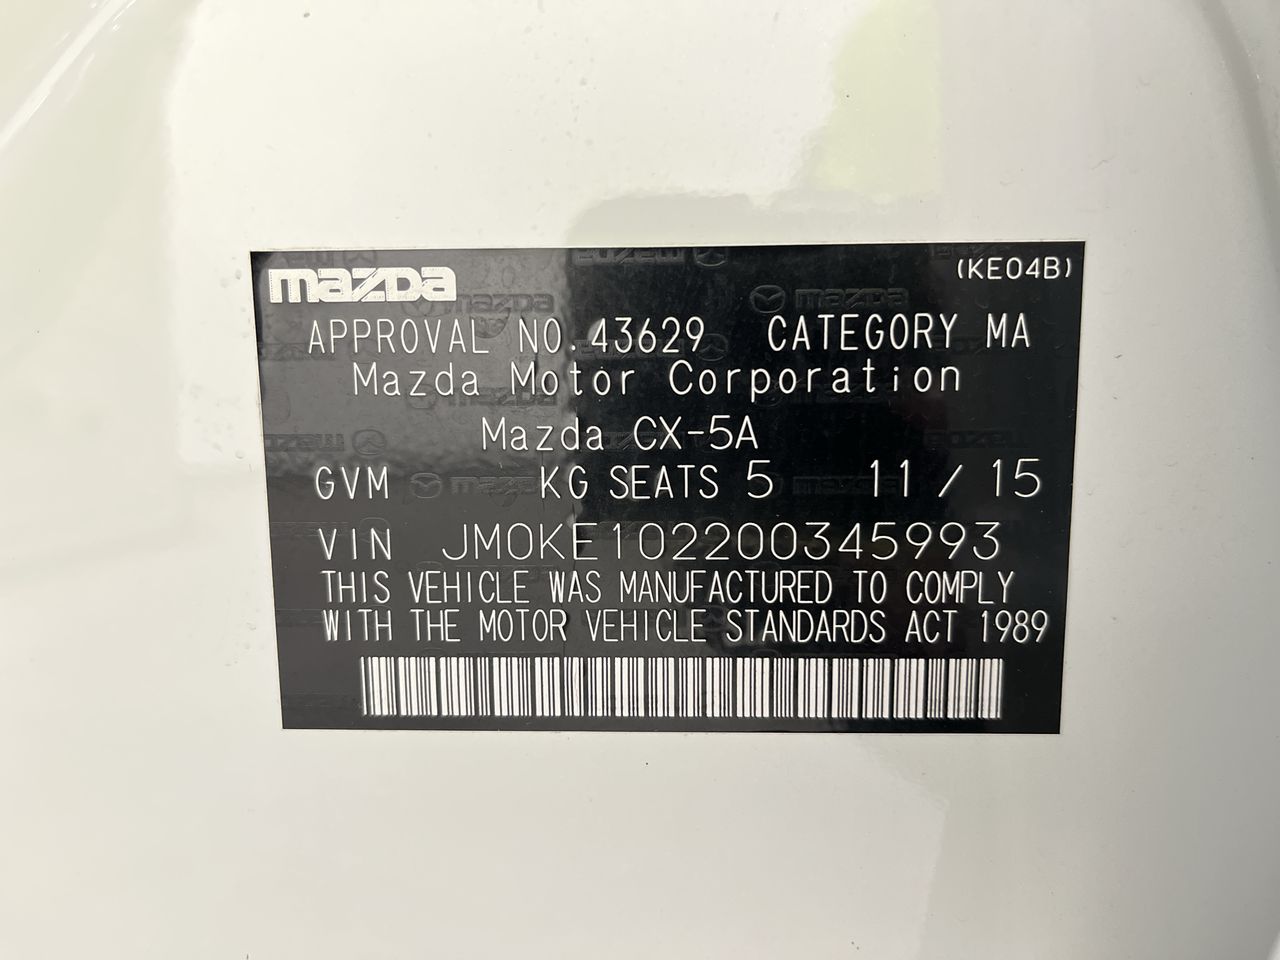 mazda (KE04B)
APPROVAL NO.43629 CATEGORY MA
Mazda Motor Corporation
Mazda CX-5A
GVM KG SEATS 5 11 / 15
VIN JM0KE102200345993
THIS VEHICLE WAS MANUFACTURED TO COMPLY
WITH THE MOTOR VEHICLE STANDARDS ACT 1989